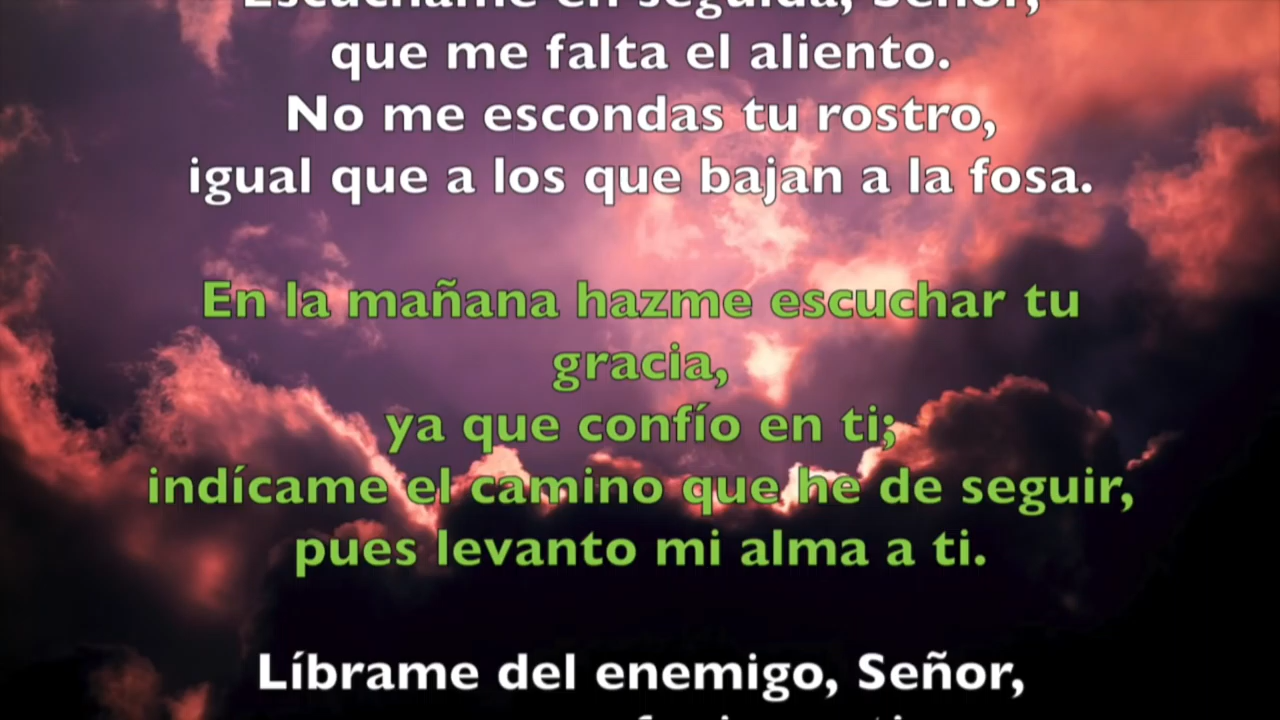 Escúchame en seguida, Señor,
que me falta el aliento.
No me escondas tu rostro,
igual que a los que bajan a la fosa.
En la mañana hazme escuchar tu
gracia,
ya que confío en ti;
indícame el camino que he de seguir,
pues levanto mi alma a ti.
Líbrame del enemigo, Señor,